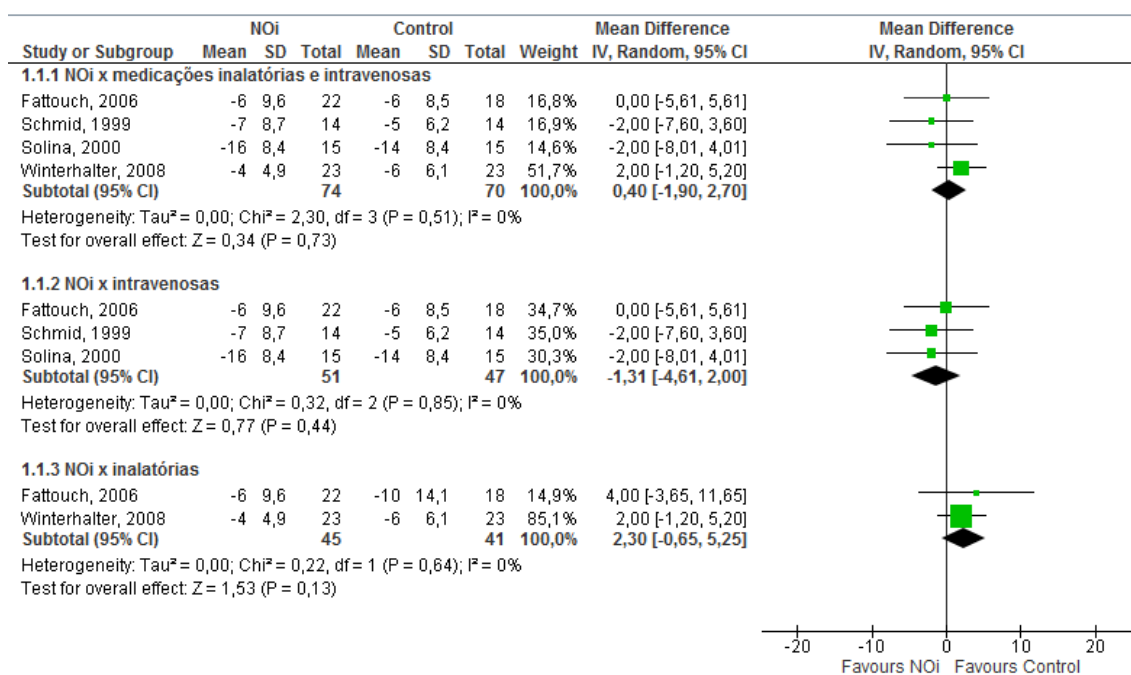 NOi Control Mean Difference Mean Difference
Study or Subgroup Mean SD Total Mean SD Total Weight IV, Random, 95% CI IV, Random, 95% CI
1.1.1 NOi x medicações inalatórias e intravenosas
Fattouch, 2006 -6 9,6 22 -6 8,5 18 16,8% 0,00 [-5,61, 5,61]
Schmid, 1999 -7 8,7 14 -5 6,2 14 16,9% -2,00 [-7,60, 3,60]
Solina, 2000 -16 8,4 15 -14 8,4 15 14,6% -2,00 [-8,01, 4,01]
Winterhalter, 2008 -4 4,9 23 -6 6,1 23 51,7% 2,00 [-1,20, 5,20]
Subtotal (95% CI) 74 70 100,0% 0,40 [-1,90, 2,70]
Heterogeneity: Tau² = 0,00; Chi² = 2,30, df = 3 (P = 0,51); I² = 0%
Test for overall effect: Z = 0,34 (P = 0,73)
1.1.2 NOi x intravenosas
Fattouch, 2006 -6 9,6 22 -6 8,5 18 34,7% 0,00 [-5,61, 5,61]
Schmid, 1999 -7 8,7 14 -5 6,2 14 35,0% -2,00 [-7,60, 3,60]
Solina, 2000 -16 8,4 15 -14 8,4 15 30,3% -2,00 [-8,01, 4,01]
Subtotal (95% CI) 51 47 100,0% -1,31 [-4,61, 2,00]
Heterogeneity: Tau² = 0,00; Chi² = 0,32, df = 2 (P = 0,85); I² = 0%
Test for overall effect: Z = 0,77 (P = 0,44)
1.1.3 NOi x inalatórias
Fattouch, 2006 -6 9,6 22 -10 14,1 18 14,9% 4,00 [-3,65, 11,65]
Winterhalter, 2008 -4 4,9 23 -6 6,1 23 85,1% 2,00 [-1,20, 5,20]
Subtotal (95% CI) 45 41 100,0% 2,30 [-0,65, 5,25]
Heterogeneity: Tau² = 0,00; Chi² = 0,22, df = 1 (P = 0,64); I² = 0%
Test for overall effect: Z = 1,53 (P = 0,13)
-20 -10 0 10 20
Favours NOi Favours Control